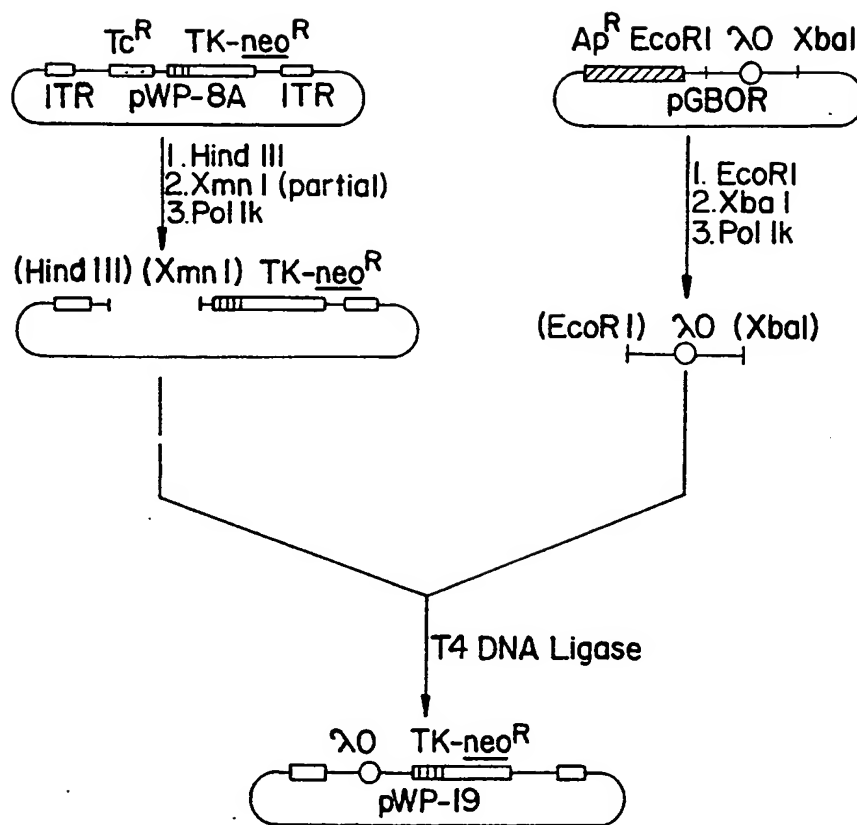 Tc^R TK-neo^R
ITR pWP-8A ITR
1. Hind III
2. Xmn I (partial)
3. Pol Ik
(Hind III) (Xmn I) TK-neo^R
Ap^R EcoRI λO XbaI
pGBOR
1. EcoRI
2. Xba I
3. Pol Ik
(EcoR I) λO (XbaI)
T4 DNA Ligase
λO TK-neo^R
pWP-19